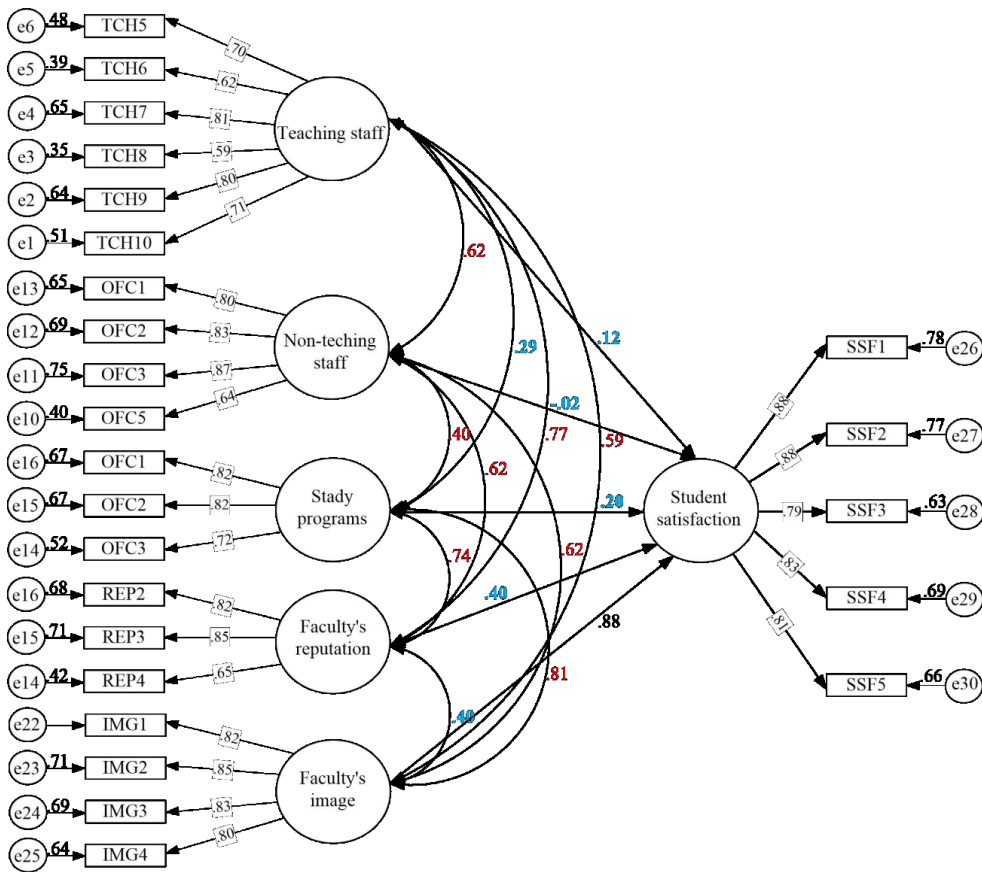 e6 .48 TCH5 .70
e5 .39 TCH6 .62
e4 .65 TCH7 .81
e3 .35 TCH8 .59
e2 .64 TCH9 .80
e1 .51 TCH10 .71
Teaching staff
e13 .65 OFC1 .80
e12 .69 OFC2 .83
e11 .75 OFC3 .87
e10 .40 OFC5 .64
Non-teching
staff
e16 .67 OFC1 .82
e15 .67 OFC2 .82
e14 .52 OFC3 .72
Stady
programs
e16 .68 REP2 .82
e15 .71 REP3 .85
e14 .42 REP4 .65
Faculty's
reputation
e22 IMG1 .82
e23 .71 IMG2 .85
e24 .69 IMG3 .83
e25 .64 IMG4 .80
Faculty's
image
.62
.29
.12
-.02
.40
.77
.59
.62
.20
.74
.62
.40
.88
.81
.40
Student
satisfaction
.88 SSF1 .78 e26
.88 SSF2 .77 e27
.79 SSF3 .63 e28
.83 SSF4 .69 e29
.81 SSF5 .66 e30